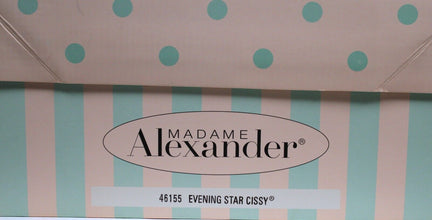 MADAME
Alexander®
46155 EVENING STAR CISSY®